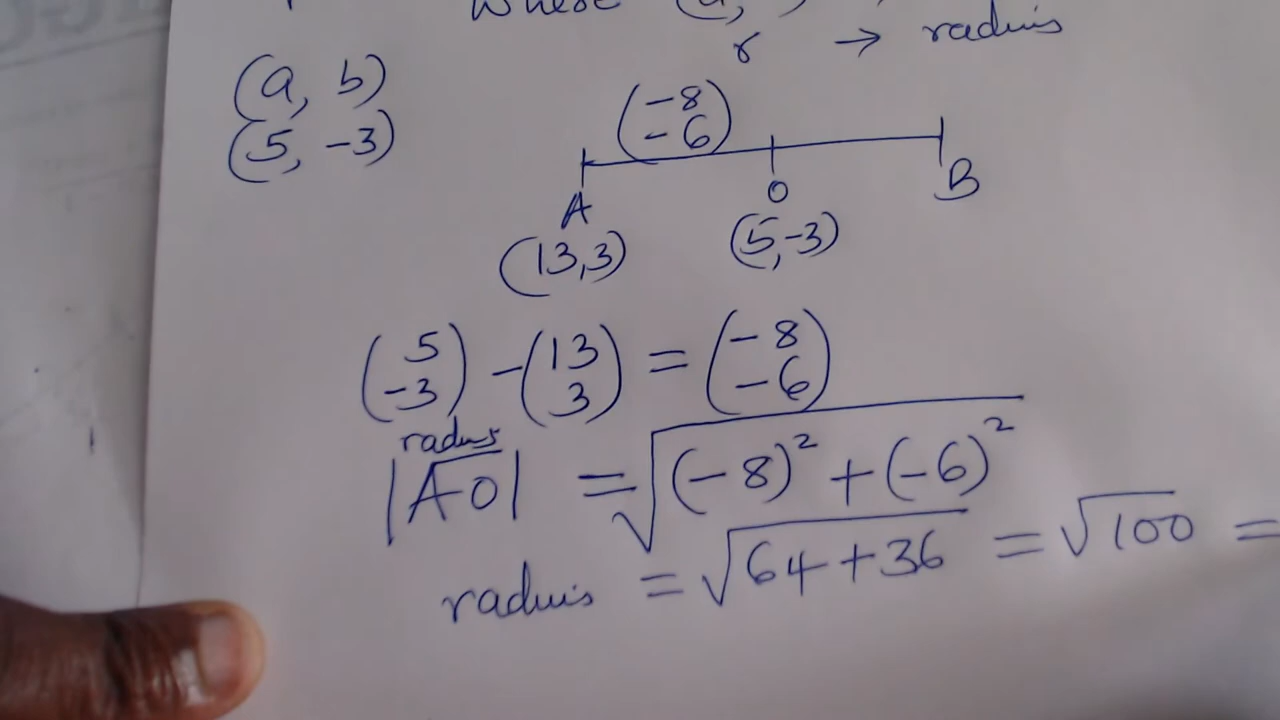 where (a,
r → radius
(a, b)
(5, -3)
(-8
-6)
A O B
(13,3) (5,-3)
(5
-3) - (13
3) = (-8
-6)
radius
|AO| = √(-8)² + (-6)²
radius = √64+36 = √100 =